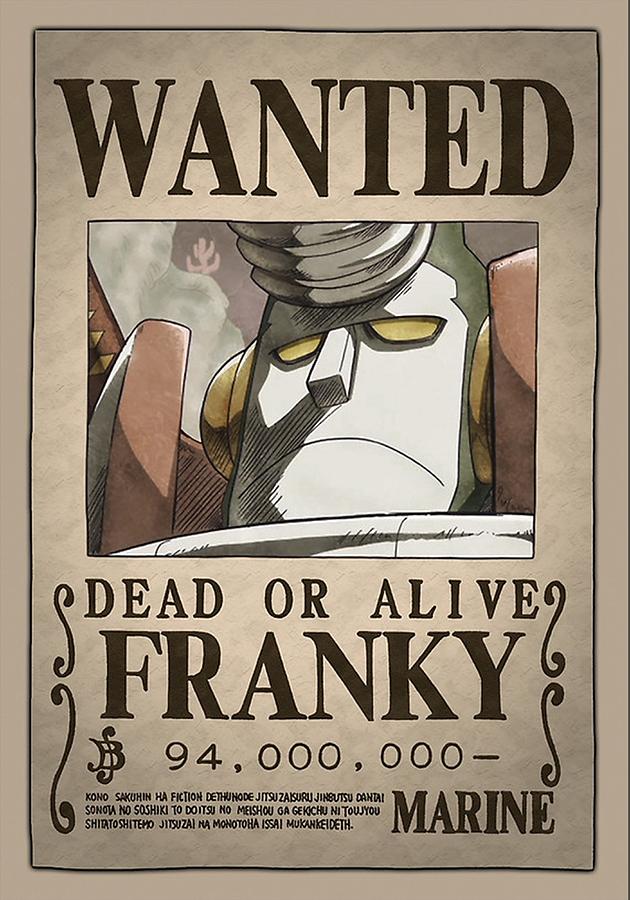 WANTED
DEAD OR ALIVE
FRANKY
฿ 94,000,000–
KONO SAKUHIN HA FICTION DETHUNODE JITSUZAISURU JINBUTSU DANTAI
SONOTA NO SOSHIKI TO DOITSU NO MEISHOU GA GEKICHU NI TOUJYOU
SHITATOSHITEMO JITSUZAI NA MONOTOHA ISSAI MUKANKEIDETH.
MARINE